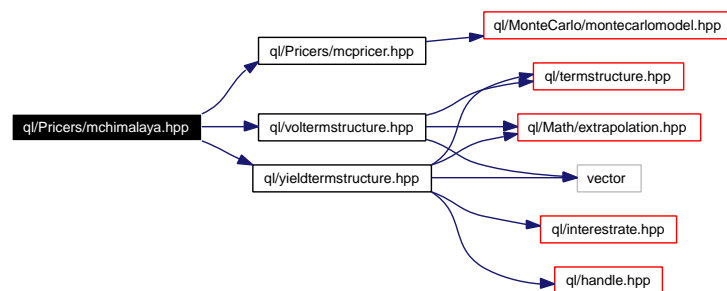 ql/MonteCarlo/montecarlomodel.hpp
ql/Pricers/mcpricer.hpp
ql/termstructure.hpp
ql/Pricers/mchimalaya.hpp
ql/voltermstructure.hpp
ql/Math/extrapolation.hpp
ql/yieldtermstructure.hpp
vector
ql/interestrate.hpp
ql/handle.hpp